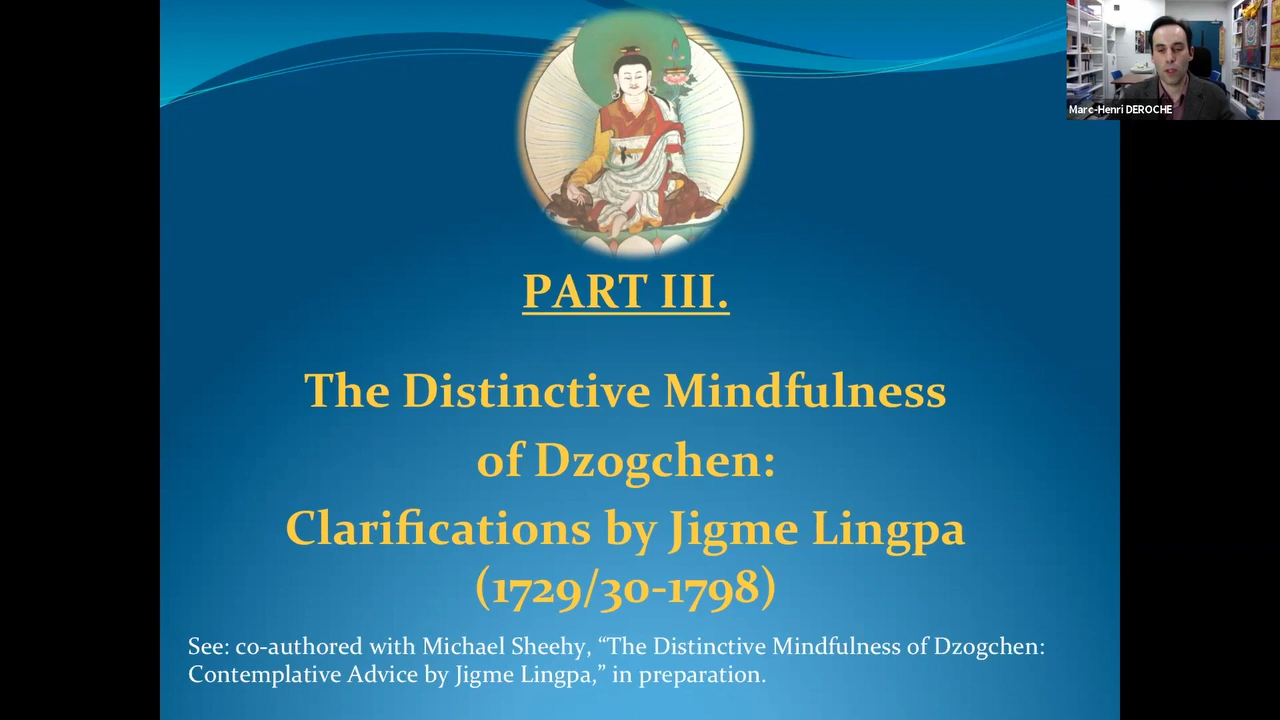 Marc-Henri DEROCHE
PART III.
The Distinctive Mindfulness
of Dzogchen:
Clarifications by Jigme Lingpa
(1729/30-1798)
See: co-authored with Michael Sheehy, “The Distinctive Mindfulness of Dzogchen:
Contemplative Advice by Jigme Lingpa,” in preparation.